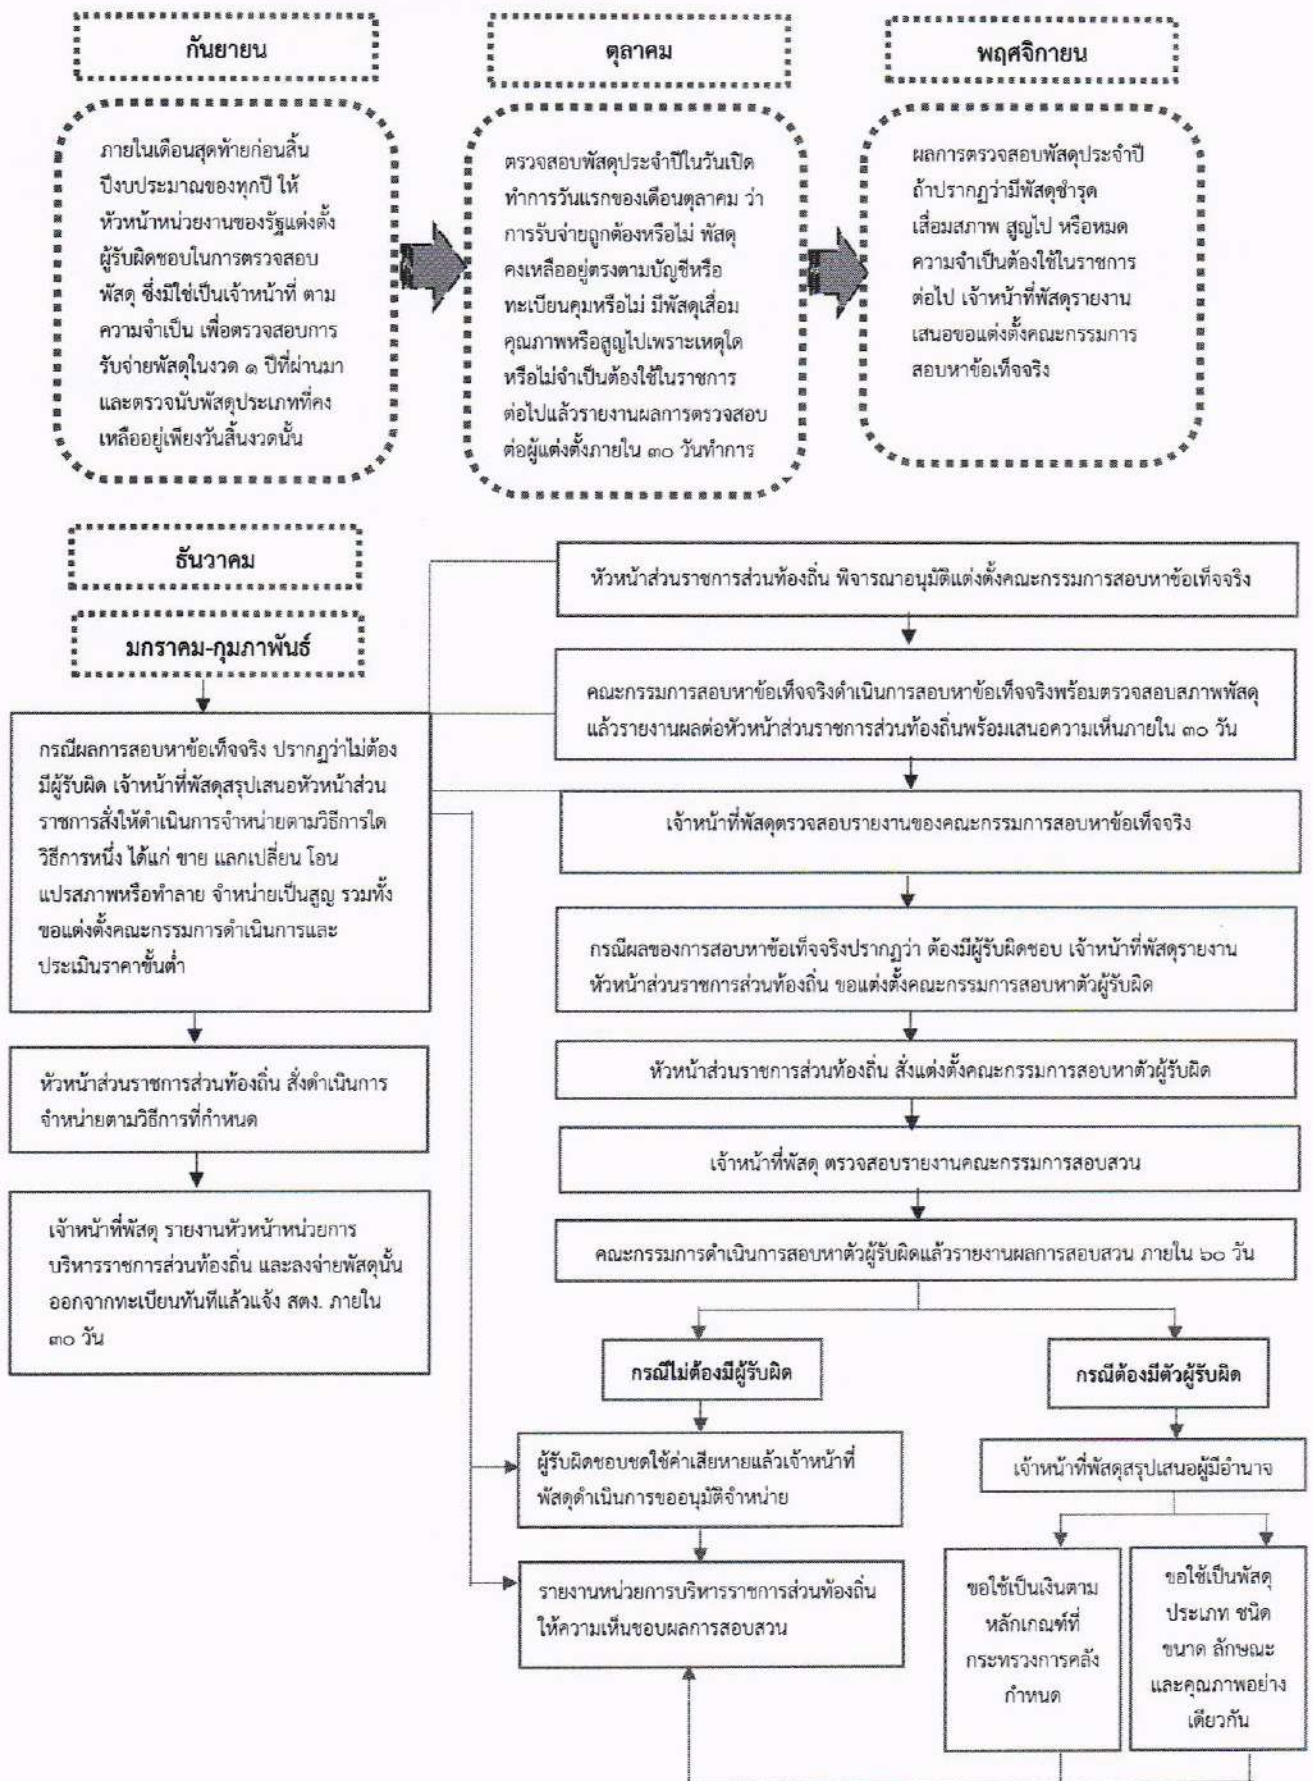 กันยายน
ภายในเดือนสุดท้ายก่อนสิ้น
ปีงบประมาณของทุกปี ให้
หัวหน้าหน่วยงานของรัฐแต่งตั้ง
ผู้รับผิดชอบในการตรวจสอบ
พัสดุ ซึ่งมิใช่เป็นเจ้าหน้าที่ ตาม
ความจำเป็น เพื่อตรวจสอบการ
รับจ่ายพัสดุในงวด ๑ ปีที่ผ่านมา
และตรวจนับพัสดุประเภทที่คง
เหลืออยู่เพียงวันสิ้นงวดนั้น
ตุลาคม
ตรวจสอบพัสดุประจำปีในวันเปิด
ทำการวันแรกของเดือนตุลาคม ว่า
การรับจ่ายถูกต้องหรือไม่ พัสดุ
คงเหลืออยู่ตรงตามบัญชีหรือ
ทะเบียนคุมหรือไม่ มีพัสดุเสื่อม
คุณภาพหรือสูญไปเพราะเหตุใด
หรือไม่จำเป็นต้องใช้ในราชการ
ต่อไปแล้วรายงานผลการตรวจสอบ
ต่อผู้แต่งตั้งภายใน ๓๐ วันทำการ
พฤศจิกายน
ผลการตรวจสอบพัสดุประจำปี
ถ้าปรากฏว่ามีพัสดุชำรุด
เสื่อมสภาพ สูญไป หรือหมด
ความจำเป็นต้องใช้ในราชการ
ต่อไป เจ้าหน้าที่พัสดุรายงาน
เสนอขอแต่งตั้งคณะกรรมการ
สอบหาข้อเท็จจริง
ธันวาคม
มกราคม-กุมภาพันธ์
กรณีผลการสอบหาข้อเท็จจริง ปรากฏว่าไม่ต้อง
มีผู้รับผิด เจ้าหน้าที่พัสดุสรุปเสนอหัวหน้าส่วน
ราชการสั่งให้ดำเนินการจำหน่ายตามวิธีการใด
วิธีการหนึ่ง ได้แก่ ขาย แลกเปลี่ยน โอน
แปรสภาพหรือทำลาย จำหน่ายเป็นสูญ รวมทั้ง
ขอแต่งตั้งคณะกรรมการดำเนินการและ
ประเมินราคาขั้นต่ำ
หัวหน้าส่วนราชการส่วนท้องถิ่น สั่งดำเนินการ
จำหน่ายตามวิธีการที่กำหนด
เจ้าหน้าที่พัสดุ รายงานหัวหน้าหน่วยการ
บริหารราชการส่วนท้องถิ่น และลงจ่ายพัสดุนั้น
ออกจากทะเบียนทันทีแล้วแจ้ง สตง. ภายใน
๓๐ วัน
หัวหน้าส่วนราชการส่วนท้องถิ่น พิจารณาอนุมัติแต่งตั้งคณะกรรมการสอบหาข้อเท็จจริง
คณะกรรมการสอบหาข้อเท็จจริงดำเนินการสอบหาข้อเท็จจริงพร้อมตรวจสอบสภาพพัสดุ
แล้วรายงานผลต่อหัวหน้าส่วนราชการส่วนท้องถิ่นพร้อมเสนอความเห็นภายใน ๓๐ วัน
เจ้าหน้าที่พัสดุตรวจสอบรายงานของคณะกรรมการสอบหาข้อเท็จจริง
กรณีผลของการสอบหาข้อเท็จจริงปรากฏว่า ต้องมีผู้รับผิดชอบ เจ้าหน้าที่พัสดุรายงาน
หัวหน้าส่วนราชการส่วนท้องถิ่น ขอแต่งตั้งคณะกรรมการสอบหาตัวผู้รับผิด
หัวหน้าส่วนราชการส่วนท้องถิ่น สั่งแต่งตั้งคณะกรรมการสอบหาตัวผู้รับผิด
เจ้าหน้าที่พัสดุ ตรวจสอบรายงานคณะกรรมการสอบสวน
คณะกรรมการดำเนินการสอบหาตัวผู้รับผิดแล้วรายงานผลการสอบสวน ภายใน ๖๐ วัน
กรณีไม่ต้องมีผู้รับผิด
ผู้รับผิดชอบชดใช้ค่าเสียหายแล้วเจ้าหน้าที่
พัสดุดำเนินการขออนุมัติจำหน่าย
รายงานหน่วยการบริหารราชการส่วนท้องถิ่น
ให้ความเห็นชอบผลการสอบสวน
กรณีต้องมีตัวผู้รับผิด
เจ้าหน้าที่พัสดุสรุปเสนอผู้มีอำนาจ
ขอใช้เป็นเงินตาม
หลักเกณฑ์ที่
กระทรวงการคลัง
กำหนด
ขอใช้เป็นพัสดุ
ประเภท ชนิด
ขนาด ลักษณะ
และคุณภาพอย่าง
เดียวกัน